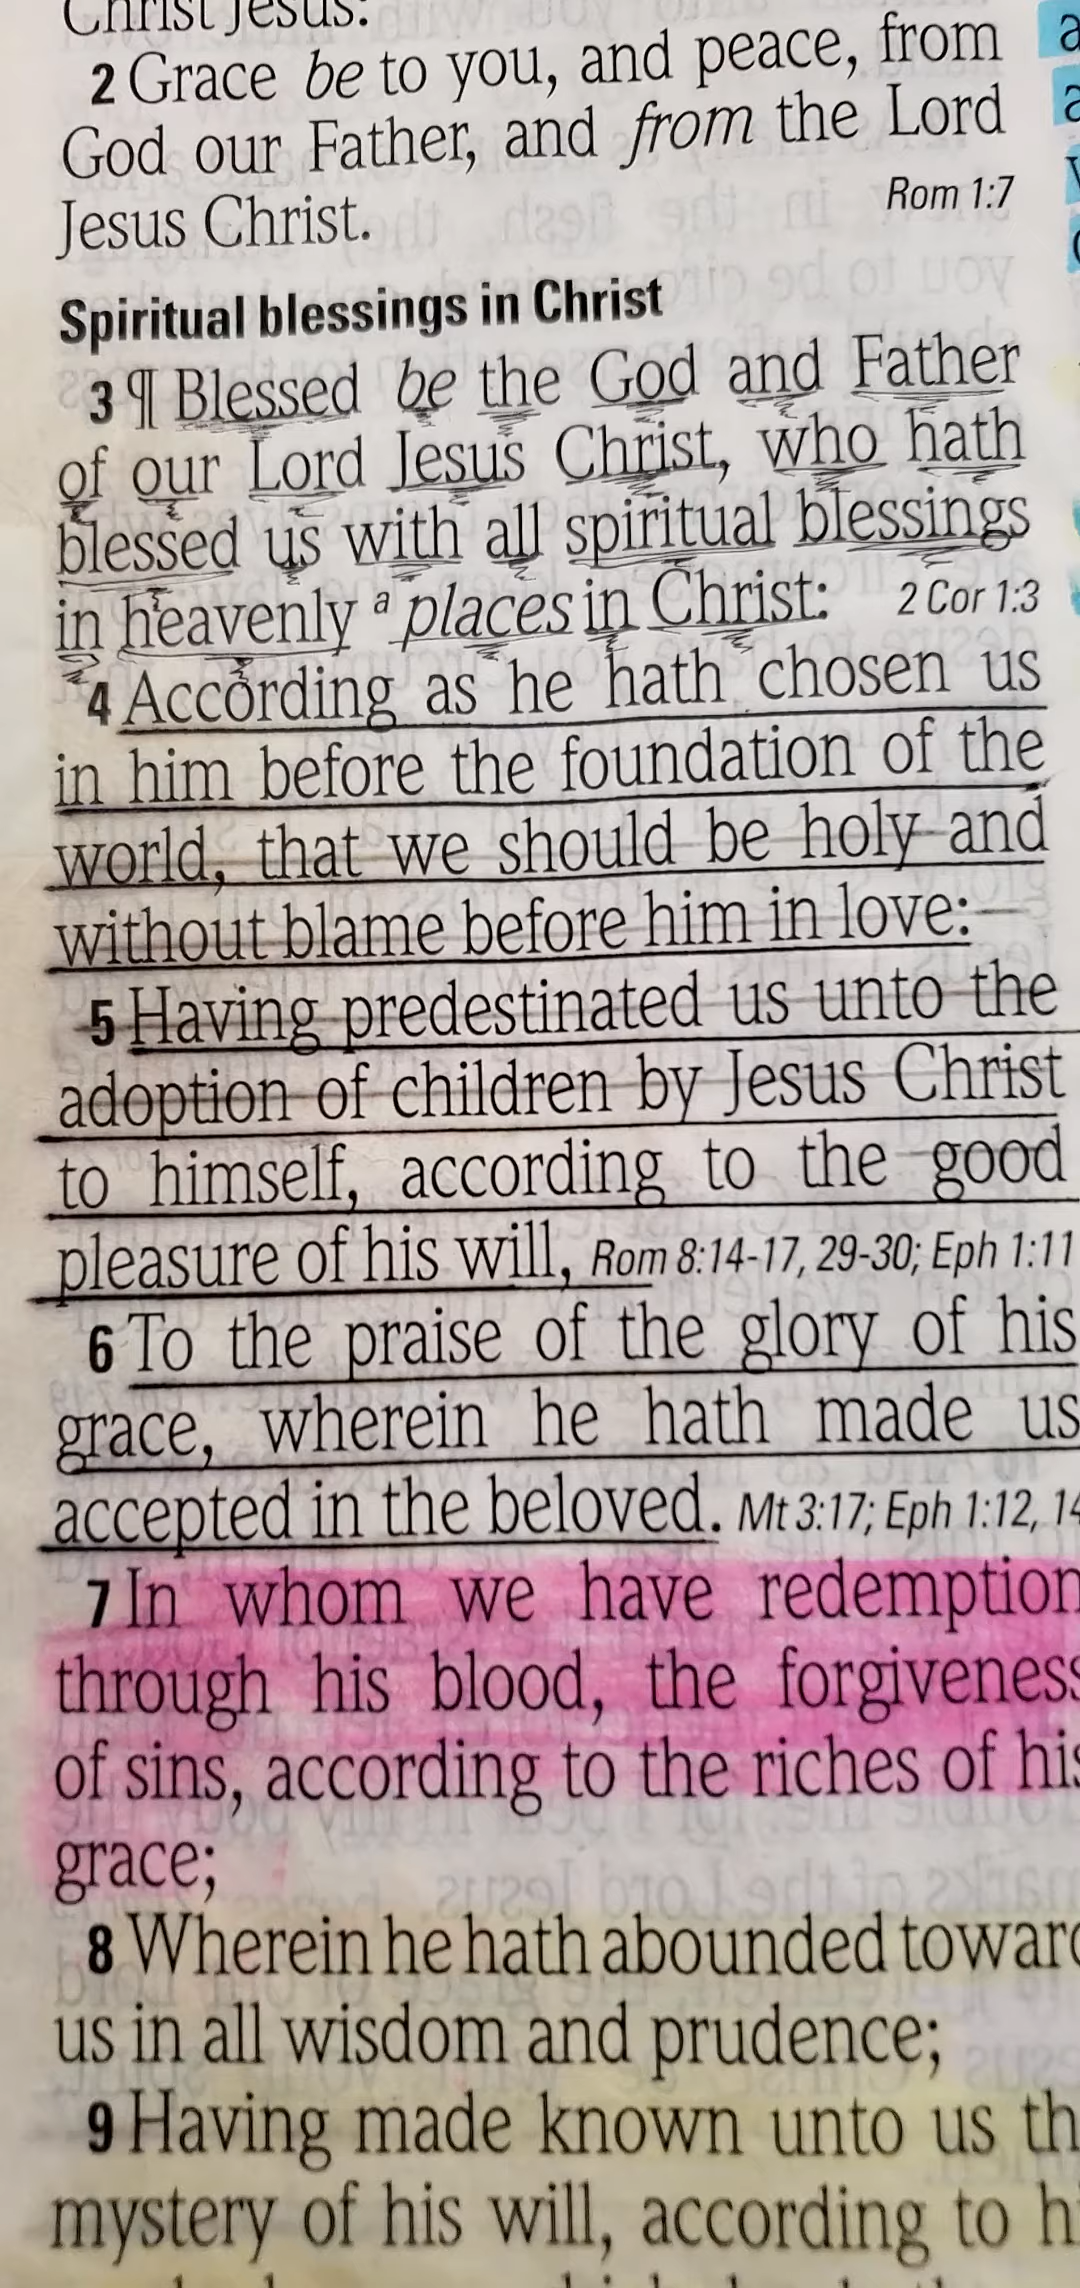 Christ Jesus:
2 Grace be to you, and peace, from
God our Father, and from the Lord
Jesus Christ. Rom 1:7
Spiritual blessings in Christ
3 ¶ Blessed be the God and Father
of our Lord Jesus Christ, who hath
blessed us with all spiritual blessings
in heavenly a places in Christ: 2 Cor 1:3
4 According as he hath chosen us
in him before the foundation of the
world, that we should be holy and
without blame before him in love:
5 Having predestinated us unto the
adoption of children by Jesus Christ
to himself, according to the good
pleasure of his will, Rom 8:14-17, 29-30; Eph 1:11
6 To the praise of the glory of his
grace, wherein he hath made us
accepted in the beloved. Mt 3:17; Eph 1:12, 14
7 In whom we have redemption
through his blood, the forgiveness
of sins, according to the riches of his
grace;
8 Wherein he hath abounded toward
us in all wisdom and prudence;
9 Having made known unto us th
mystery of his will, according to hi